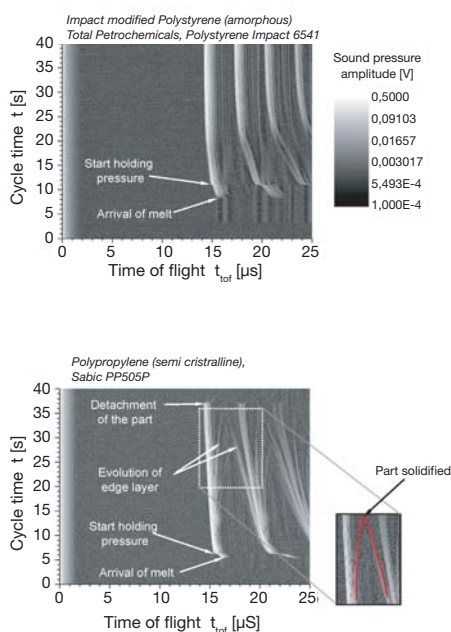 Impact modified Polystyrene (amorphous)
Total Petrochemicals, Polystyrene Impact 6541
Cycle time t [s]
40
35
30
25
20
15
10
5
0
Start holding
pressure
Arrival of melt
0 5 10 15 20 25
Time of flight t_tof [µs]
Sound pressure
amplitude [V]
0,5000
0,09103
0,01657
0,003017
5,493E-4
1,000E-4
Polypropylene (semi cristralline),
Sabic PP505P
Cycle time t [s]
40
35
30
25
20
15
10
5
0
Detachment
of the part
Evolution of
edge layer
Start holding
pressure
Arrival of melt
0 5 10 15 20 25
Time of flight t_tof [µS]
Part solidified